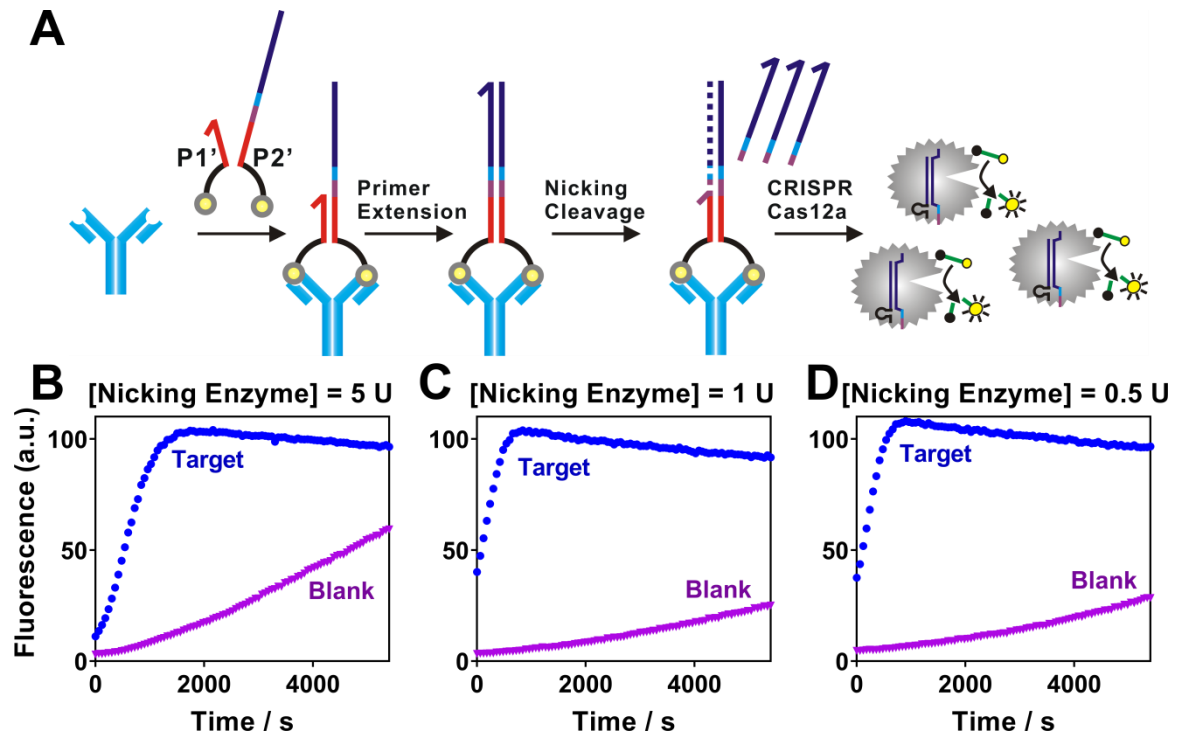 A
P1’ P2’
Primer
Extension
Nicking
Cleavage
CRISPR
Cas12a
B
[Nicking Enzyme] = 5 U
Fluorescence (a.u.)
100
50
0
Target
Blank
0 2000 4000
Time / s
C
[Nicking Enzyme] = 1 U
100
50
0
Target
Blank
0 2000 4000
Time / s
D
[Nicking Enzyme] = 0.5 U
100
50
0
Target
Blank
0 2000 4000
Time / s